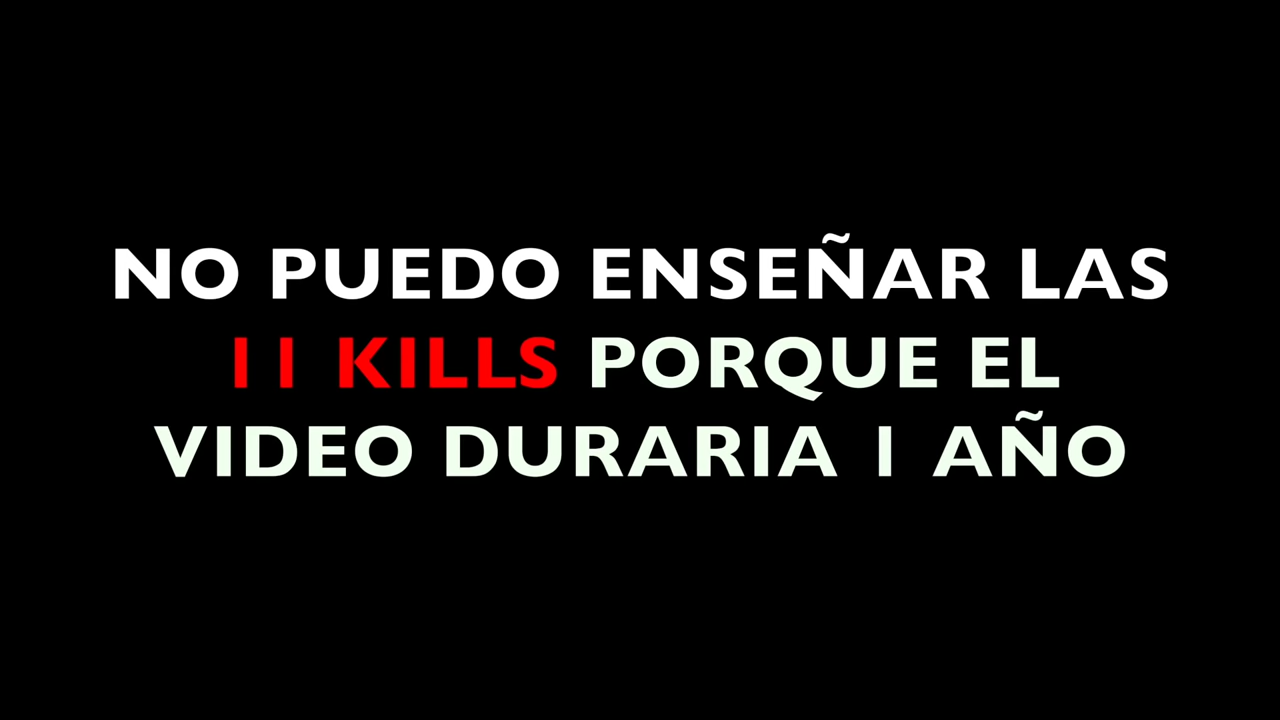 NO PUEDO ENSEÑAR LAS
11 KILLS PORQUE EL
VIDEO DURARIA 1 AÑO